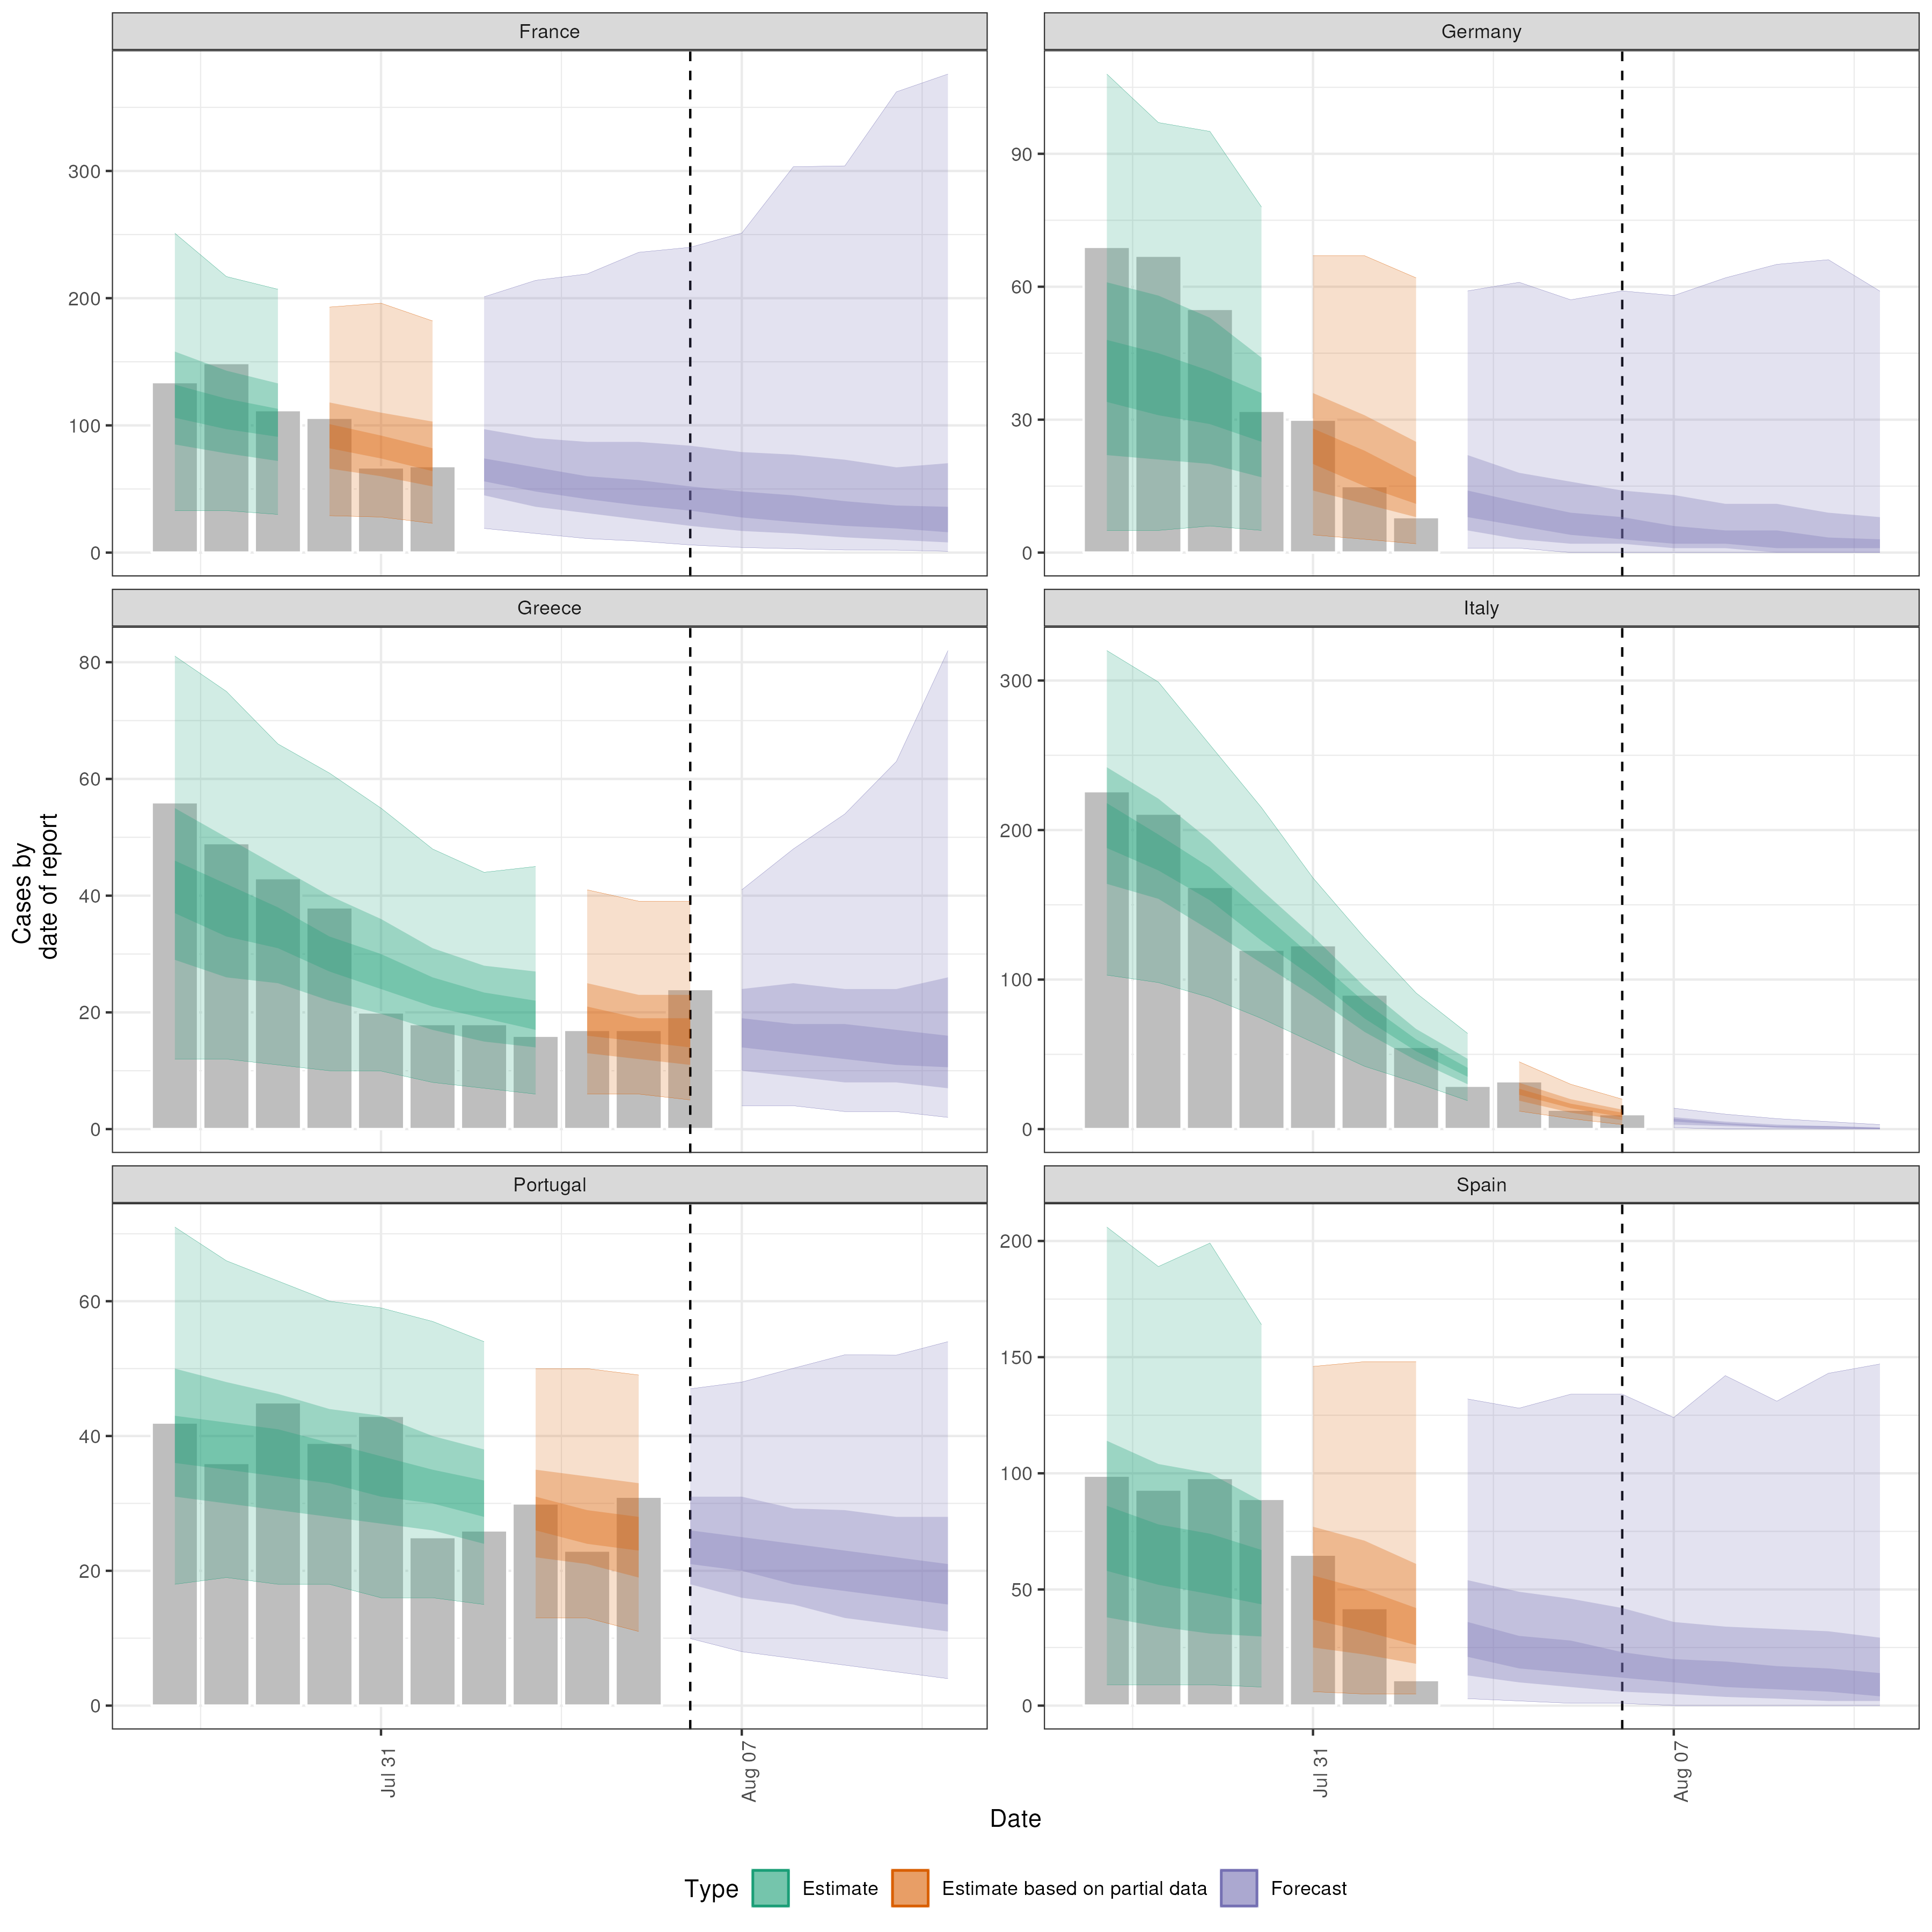 France
Germany
300
200
100
0
90
60
30
0
Greece
Italy
80
60
40
20
0
300
200
100
0
Cases by
date of report
Portugal
Spain
60
40
20
0
200
150
100
50
0
Jul 31
Aug 07
Jul 31
Aug 07
Date
Type
Estimate
Estimate based on partial data
Forecast